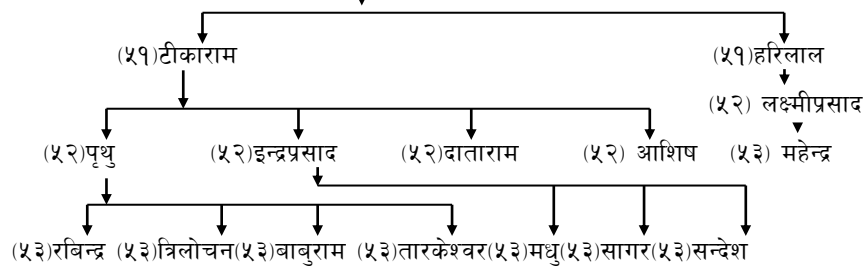 (५१)टीकाराम (५१)हरिलाल
(५२) लक्ष्मीप्रसाद
(५२)पृथु (५२)इन्द्रप्रसाद (५२)दाताराम (५२) आशिष (५३) महेन्द्र
(५३)रबिन्द्र (५३)त्रिलोचन(५३)बाबुराम (५३)तारकेश्वर(५३)मधु(५३)सागर(५३)सन्देश